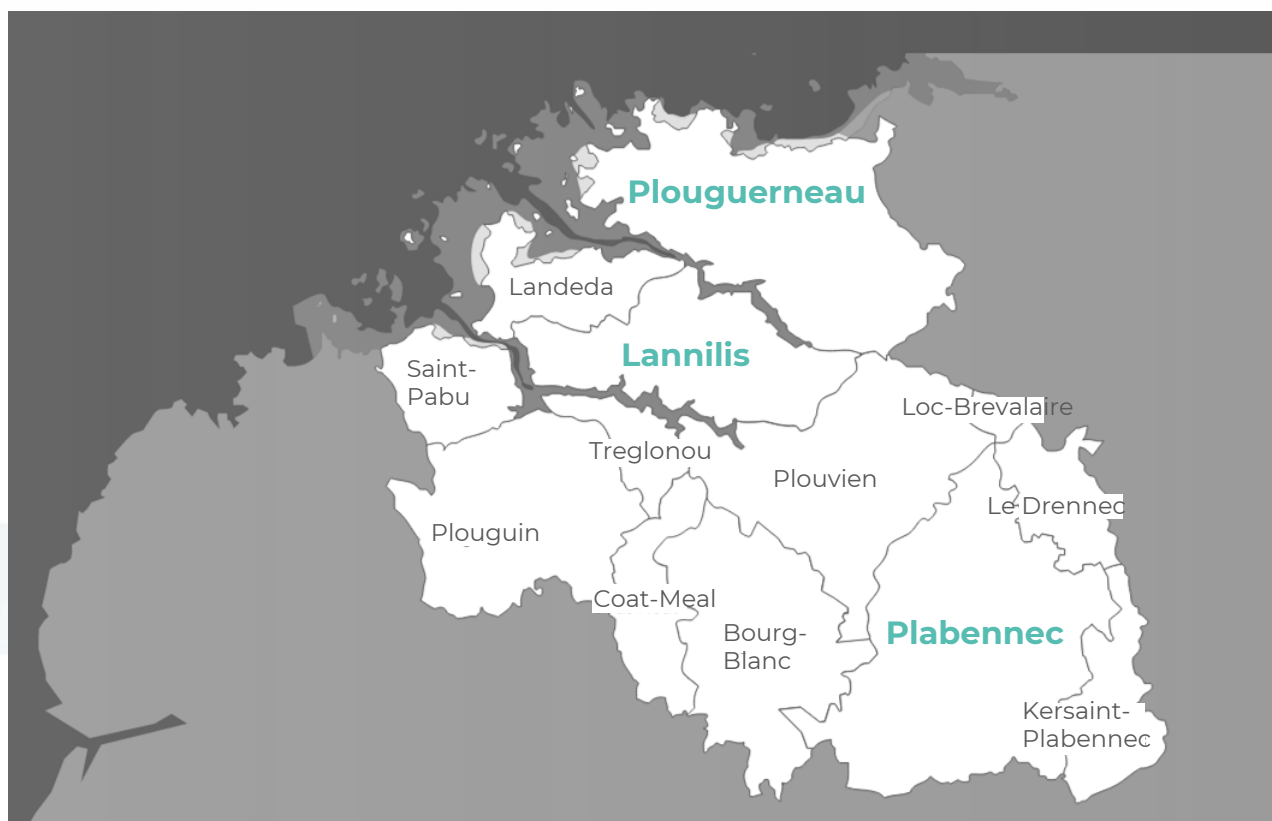 Plouguerneau
Landeda
Lannilis
Saint-
Pabu
Loc-Brevalaire
Treglonou
Plouvien
Le Drennec
Plouguin
Coat-Meal
Bourg-
Blanc
Plabennec
Kersaint-
Plabennec